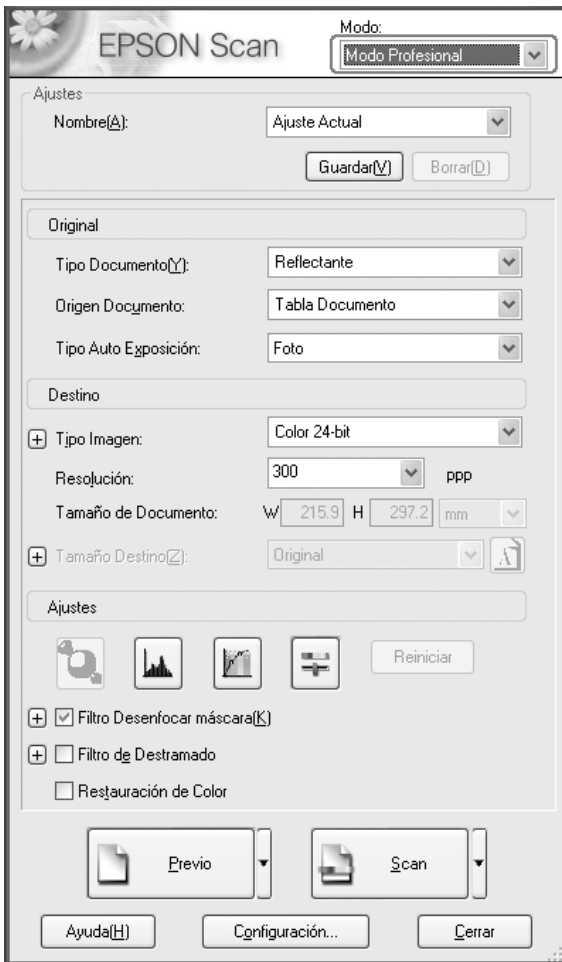 EPSON Scan
Modo:
Modo Profesional
Ajustes
Nombre(A):
Ajuste Actual
Guardar(V)
Borrar(D)
Original
Tipo Documento(Y):
Reflectante
Origen Documento:
Tabla Documento
Tipo Auto Exposición:
Foto
Destino
Tipo Imagen:
Color 24-bit
Resolución:
300
ppp
Tamaño de Documento:
W 215.9 H 297.2 mm
Tamaño Destino(Z):
Original
Ajustes
Reiniciar
Filtro Desenfocar máscara(K)
Filtro de Destramado
Restauración de Color
Previo
Scan
Ayuda(H)
Configuración...
Cerrar